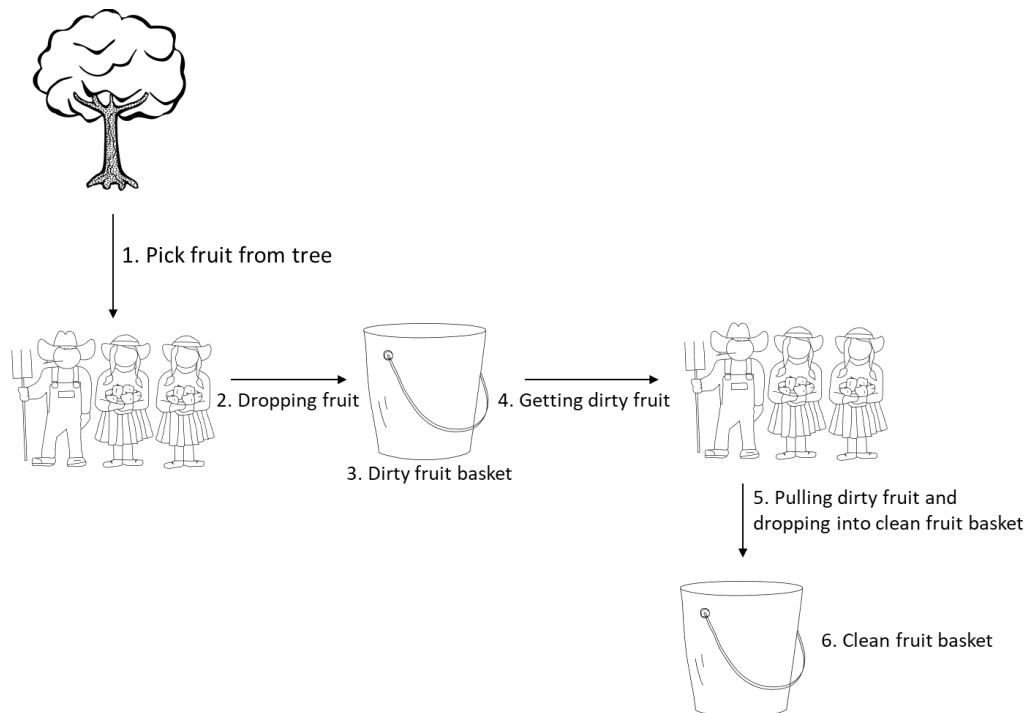 1. Pick fruit from tree
2. Dropping fruit
3. Dirty fruit basket
4. Getting dirty fruit
5. Pulling dirty fruit and
dropping into clean fruit basket
6. Clean fruit basket